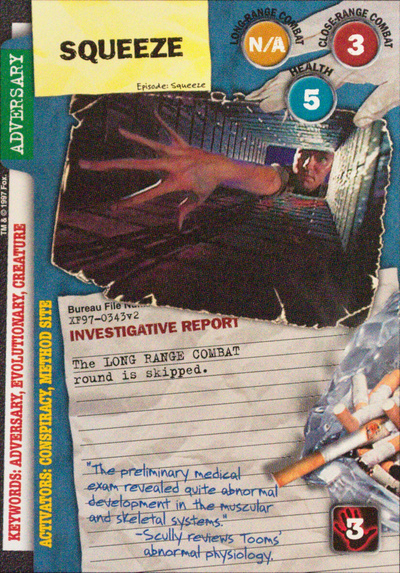 SQUEEZE
Episode: Squeeze
LONG-RANGE COMBAT
N/A
CLOSE-RANGE COMBAT
3
HEALTH
5
ADVERSARY
TM & © 1997 Fox.
KEYWORDS: ADVERSARY, EVOLUTIONARY, CREATURE
ACTIVATORS: CONSPIRACY, METHOD SITE
Bureau File
XF97-0343v2
INVESTIGATIVE REPORT
The LONG RANGE COMBAT
round is skipped.
"The preliminary medical
exam revealed quite abnormal
development in the muscular
and skeletal systems."
-Scully reviews Tooms'
abnormal physiology.
3